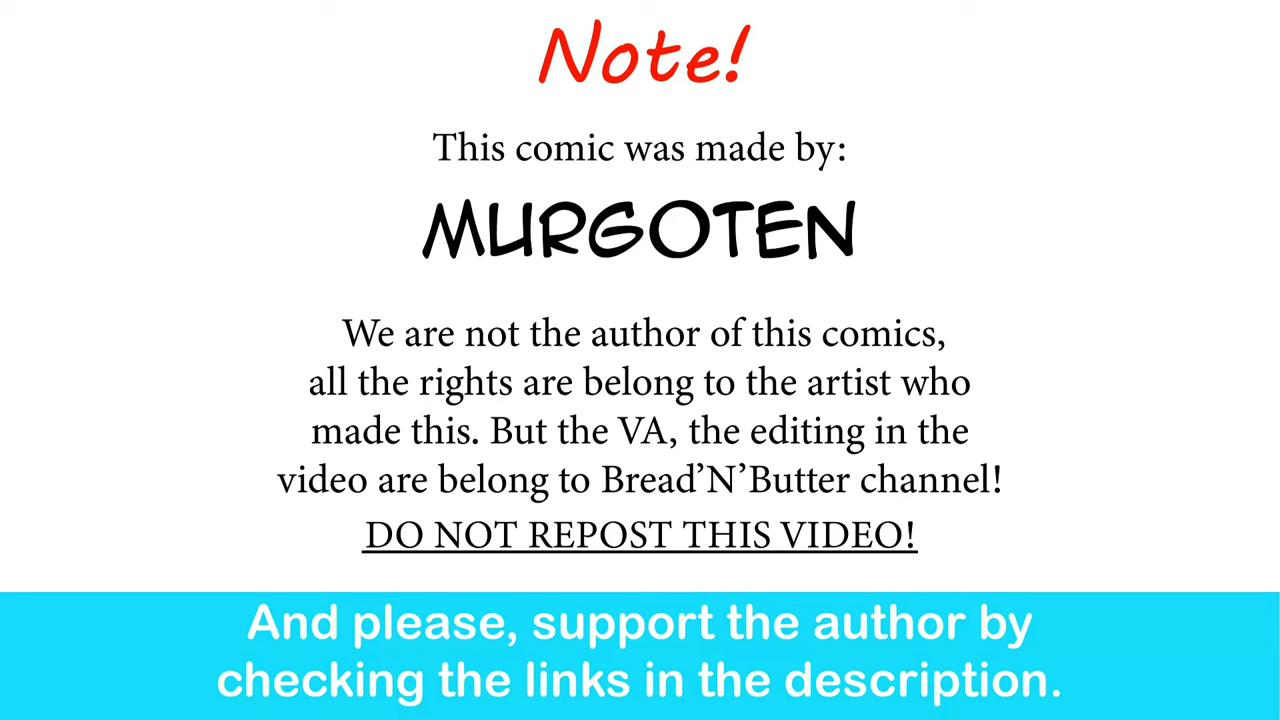 Note!
This comic was made by:
MURGOTEN
We are not the author of this comics,
all the rights are belong to the artist who
made this. But the VA, the editing in the
video are belong to Bread’N’Butter channel!
DO NOT REPOST THIS VIDEO!
And please, support the author by
checking the links in the description.